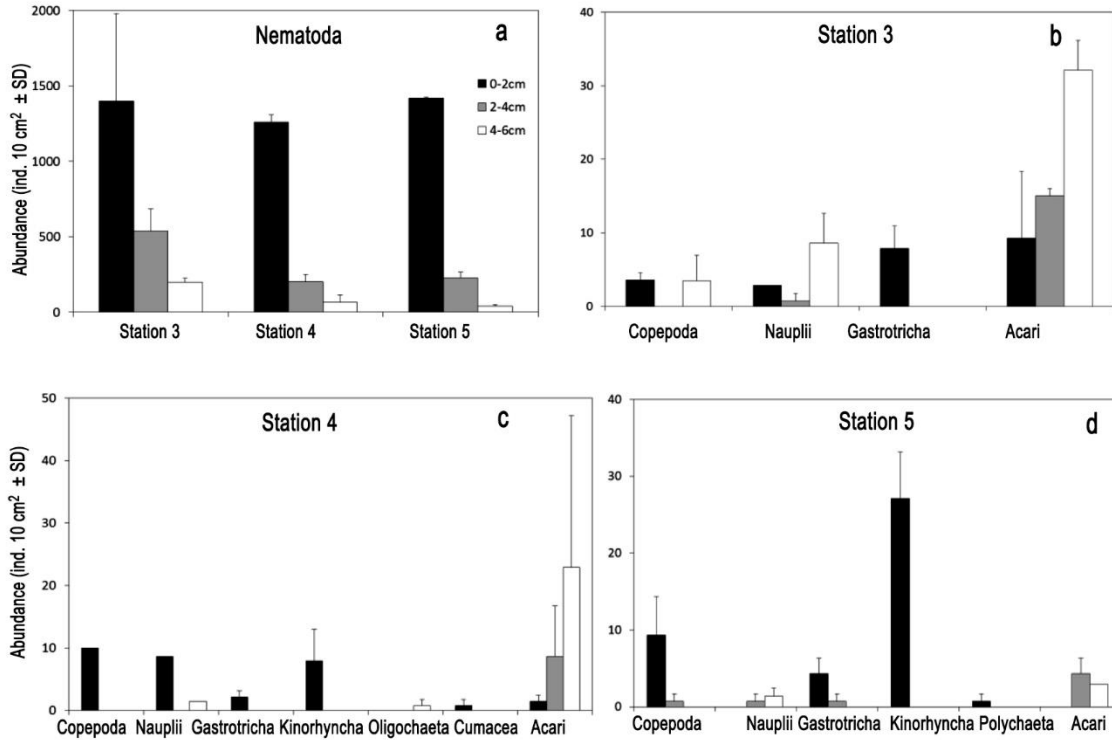 Nematoda
a
2000
1500
1000
500
0
Abundance (ind. 10 cm² ± SD)
0-2cm
2-4cm
4-6cm
Station 3 Station 4 Station 5
Station 3
b
40
30
20
10
0
Copepoda Nauplii Gastrotricha Acari
Station 4
c
50
40
30
20
10
0
Abundance (ind. 10 cm² ± SD)
Copepoda Nauplii Gastrotricha Kinorhyncha Oligochaeta Cumacea Acari
Station 5
d
40
30
20
10
0
Copepoda Nauplii Gastrotricha Kinorhyncha Polychaeta Acari